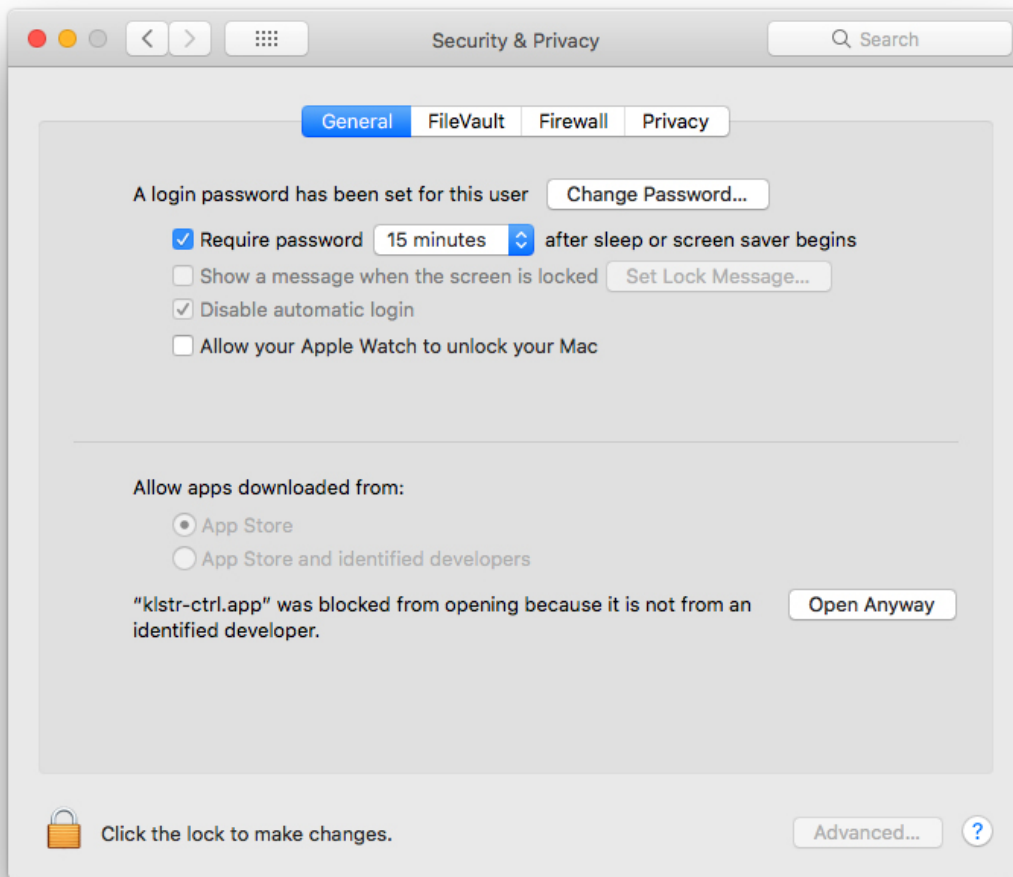 Security & Privacy
Search
General FileVault Firewall Privacy
A login password has been set for this user Change Password...
Require password 15 minutes after sleep or screen saver begins
Show a message when the screen is locked Set Lock Message...
Disable automatic login
Allow your Apple Watch to unlock your Mac
Allow apps downloaded from:
App Store
App Store and identified developers
“klstr-ctrl.app” was blocked from opening because it is not from an Open Anyway
identified developer.
Click the lock to make changes.
Advanced... ?